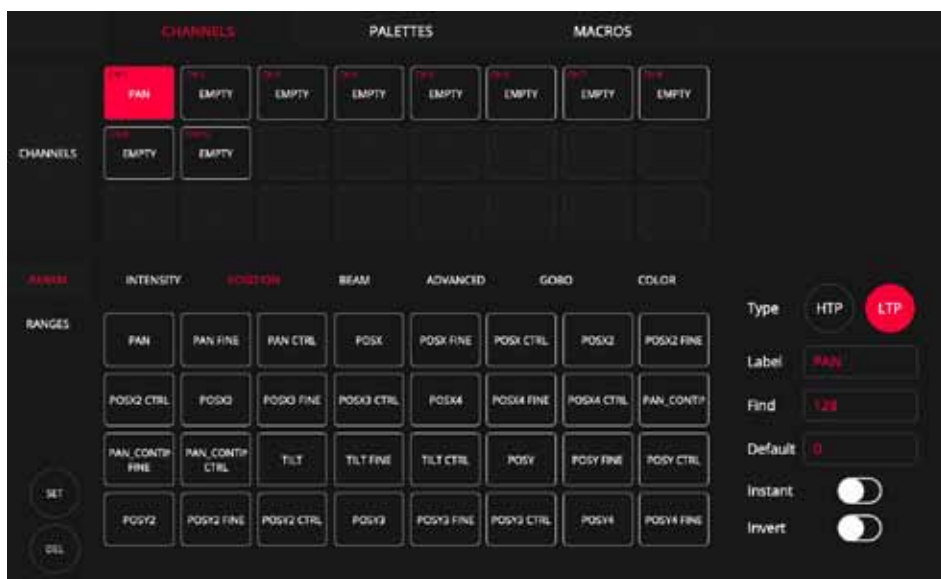 CHANNELS PALETTES MACROS
PAN EMPTY EMPTY EMPTY EMPTY EMPTY EMPTY EMPTY
CHANNELS EMPTY EMPTY
PARAM INTENSITY POSITION BEAM ADVANCED GOBO COLOR
RANGES
PAN PAN FINE PAN CTRL POSX POSX FINE POSX CTRL POSX2 POSX2 FINE
POSX2 CTRL POSX3 POSX3 FINE POSX3 CTRL POSX4 POSX4 FINE POSX4 CTRL PAN_CONTIN
PAN_CONTIN FINE PAN_CONTIN CTRL TILT TILT FINE TILT CTRL POSY POSY FINE POSY CTRL
POSY2 POSY2 FINE POSY2 CTRL POSY3 POSY3 FINE POSY3 CTRL POSY4 POSY4 FINE
SET
DEL
Type HTP LTP
Label PAN
Find 128
Default 0
Instant
Invert